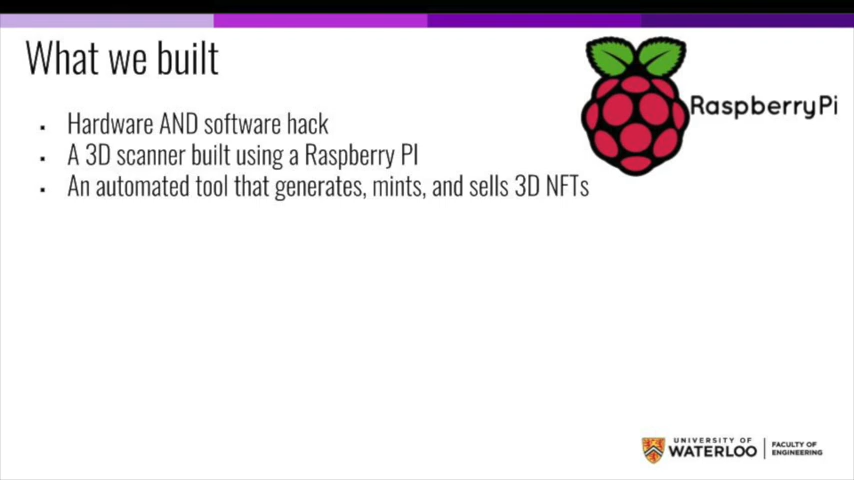 What we built
RaspberryPi
▪ Hardware AND software hack
▪ A 3D scanner built using a Raspberry PI
▪ An automated tool that generates, mints, and sells 3D NFTs
UNIVERSITY OF
WATERLOO
FACULTY OF
ENGINEERING